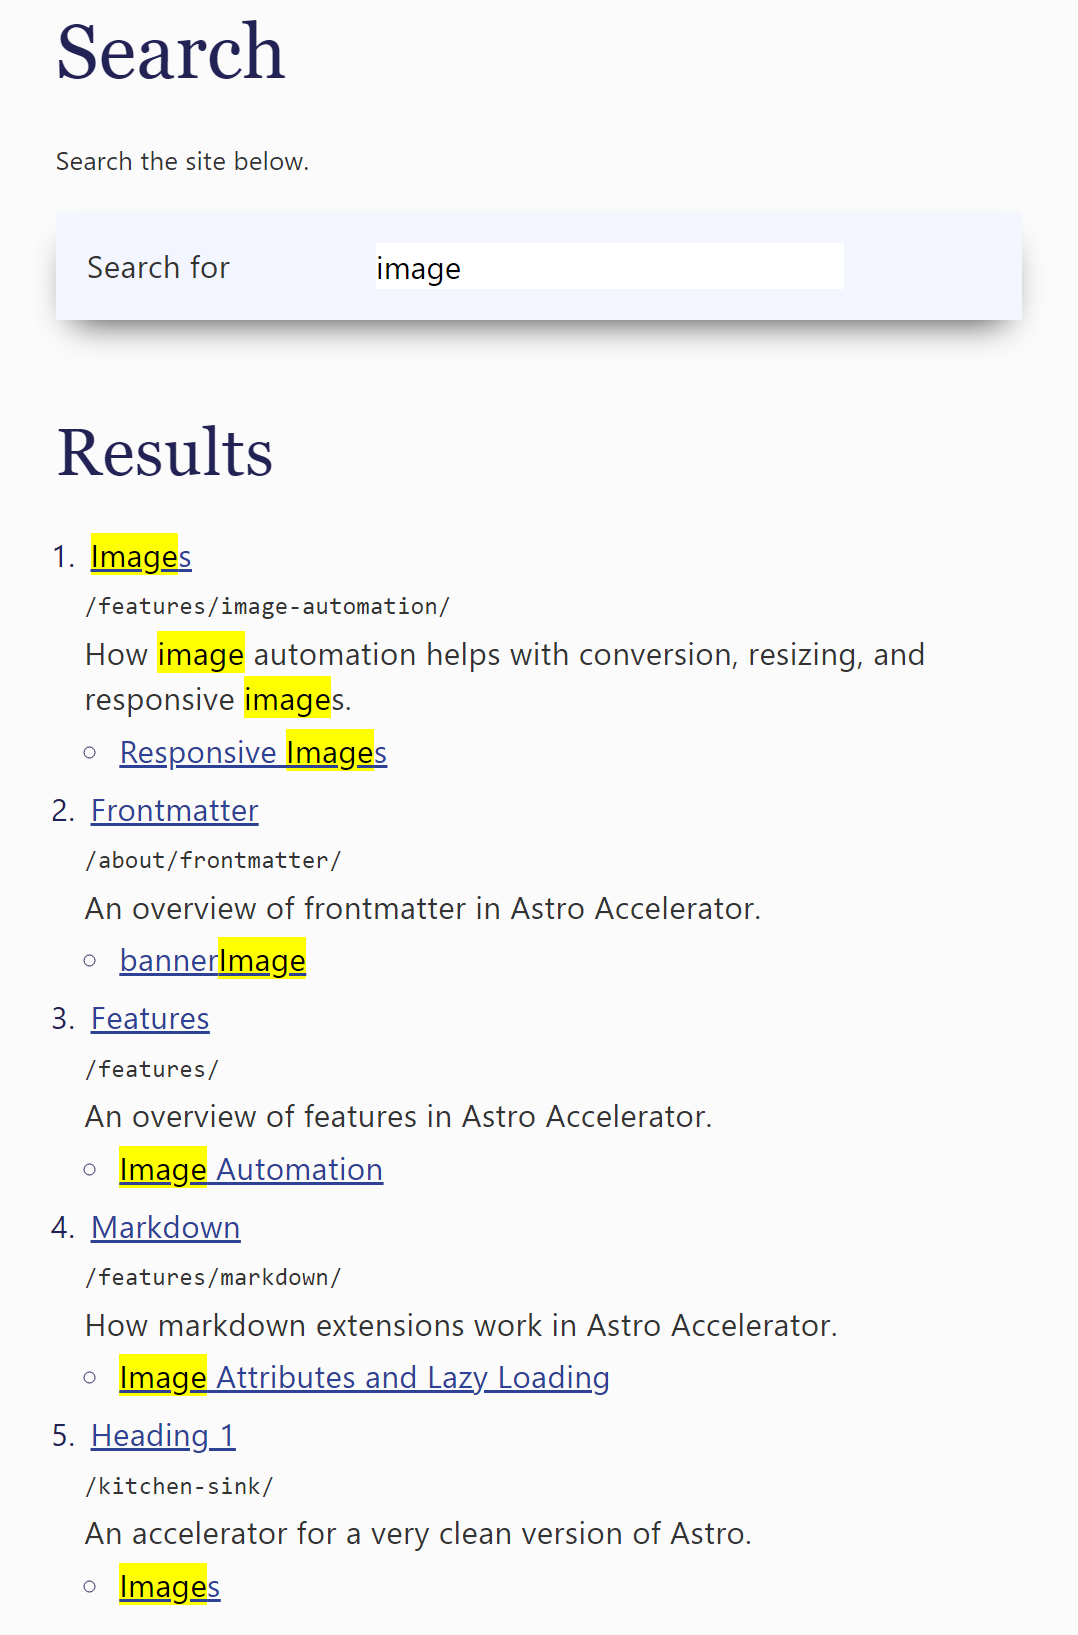 Search
Search the site below.
Search for image
Results
1. Images
/features/image-automation/
How image automation helps with conversion, resizing, and
responsive images.
Responsive Images
2. Frontmatter
/about/frontmatter/
An overview of frontmatter in Astro Accelerator.
bannerImage
3. Features
/features/
An overview of features in Astro Accelerator.
Image Automation
4. Markdown
/features/markdown/
How markdown extensions work in Astro Accelerator.
Image Attributes and Lazy Loading
5. Heading 1
/kitchen-sink/
An accelerator for a very clean version of Astro.
Images